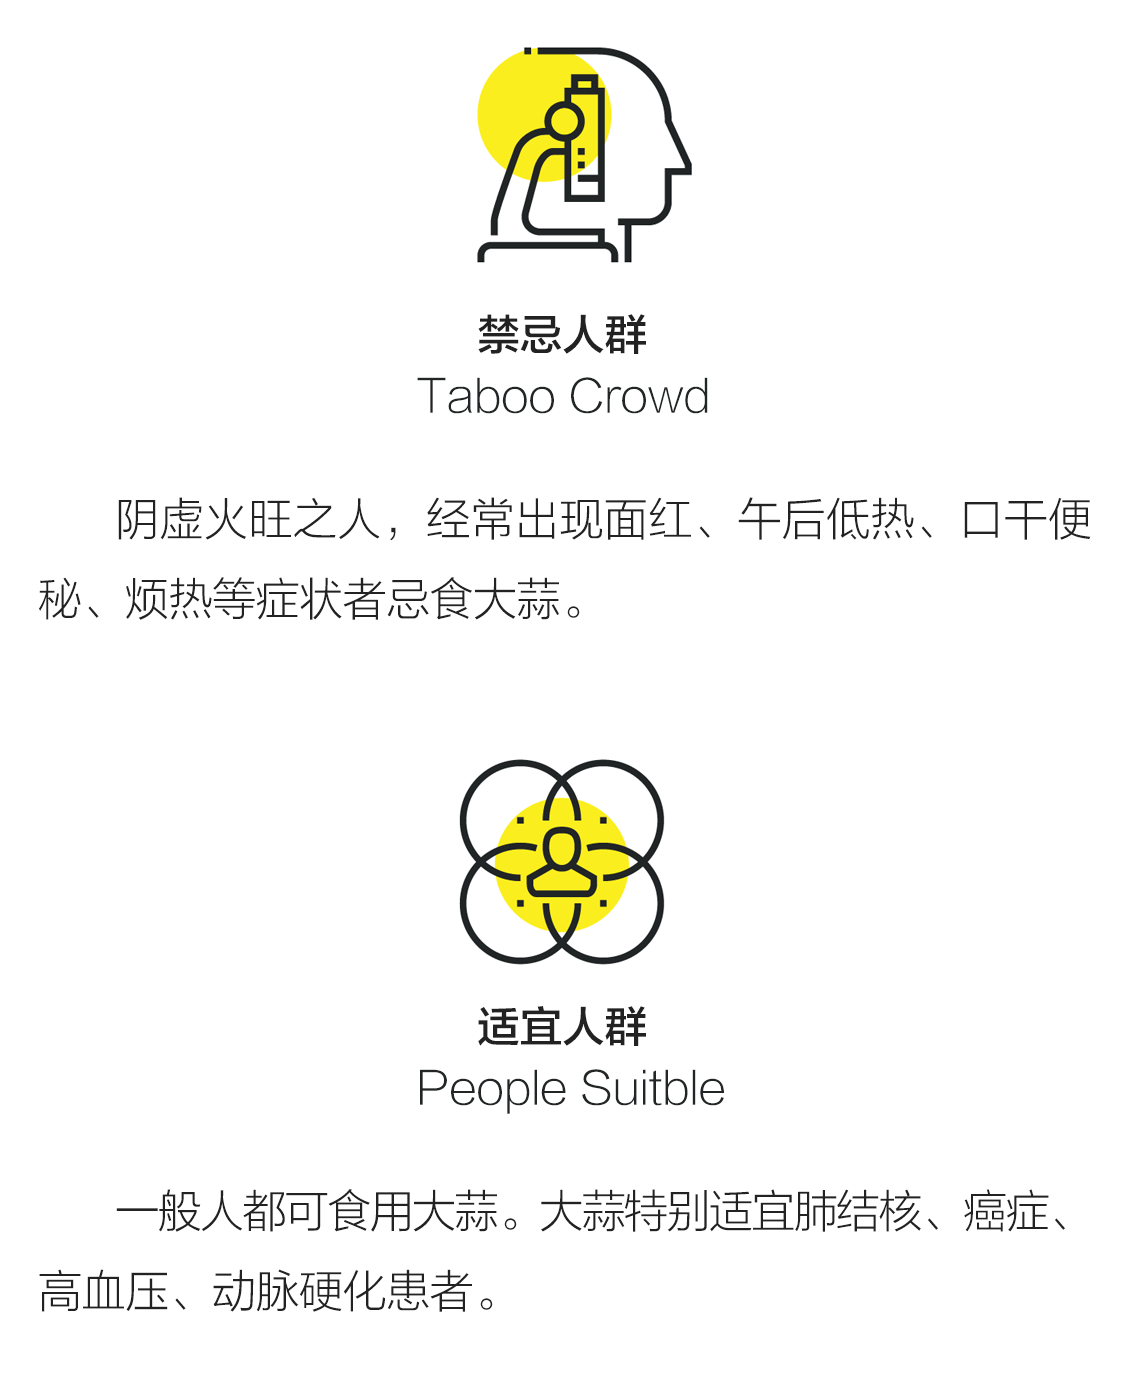 禁忌人群
Taboo Crowd
阴虚火旺之人，经常出现面红、午后低热、口干便
秘、烦热等症状者忌食大蒜。
适宜人群
People Suitble
一般人都可食用大蒜。大蒜特别适宜肺结核、癌症、
高血压、动脉硬化患者。